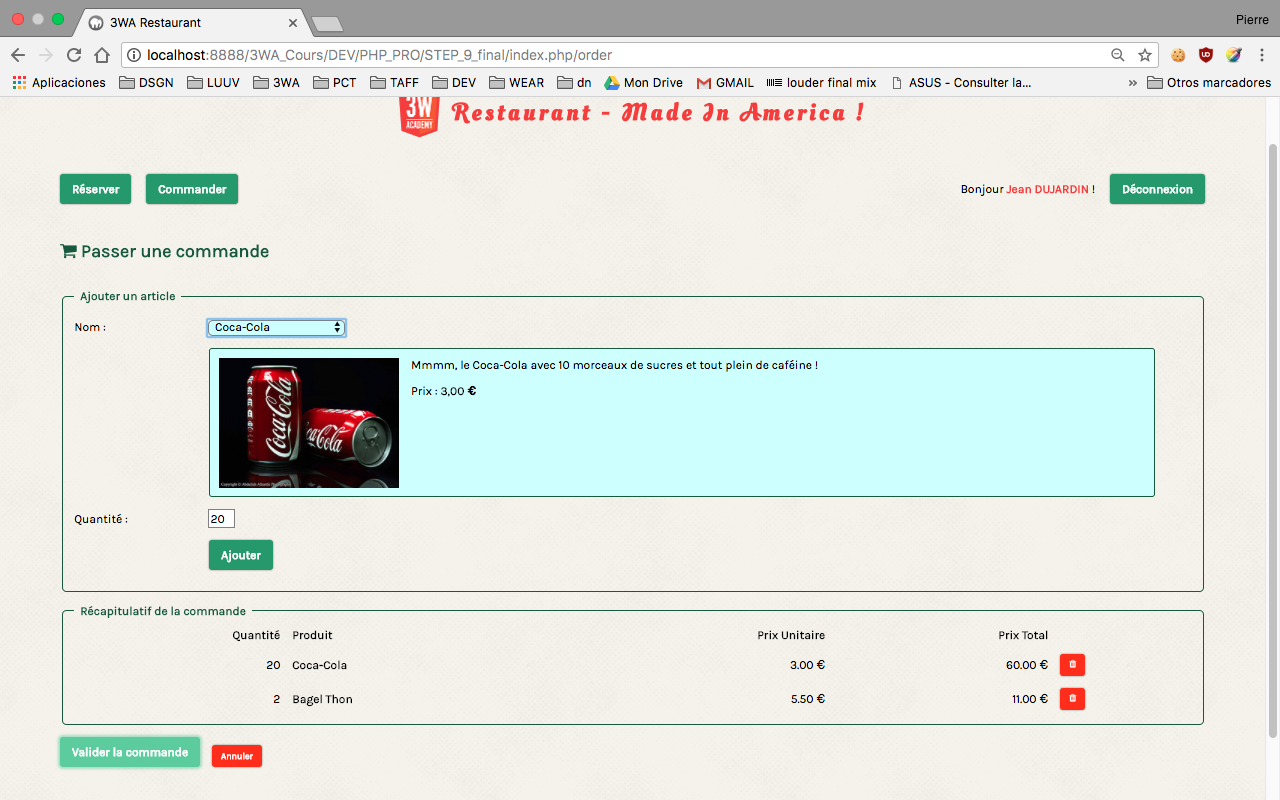 3WA Restaurant
Pierre
localhost:8888/3WA_Cours/DEV/PHP_PRO/STEP_9_final/index.php/order
Aplicaciones DSGN LUUV 3WA PCT TAFF DEV WEAR dn Mon Drive GMAIL louder final mix ASUS - Consulter la... » Otros marcadores
3W
ACADEMY
Restaurant - Made In America !
Réserver Commander Bonjour Jean DUJARDIN ! Déconnexion
Passer une commande
Ajouter un article
Nom : Coca-Cola
Mmmm, le Coca-Cola avec 10 morceaux de sucres et tout plein de caféine !
Prix : 3,00 €
Coca-Cola
Coca-Cola
Quantité : 20
Ajouter
Récapitulatif de la commande
Quantité Produit Prix Unitaire Prix Total
20 Coca-Cola 3.00 € 60.00 €
2 Bagel Thon 5.50 € 11.00 €
Valider la commande Annuler